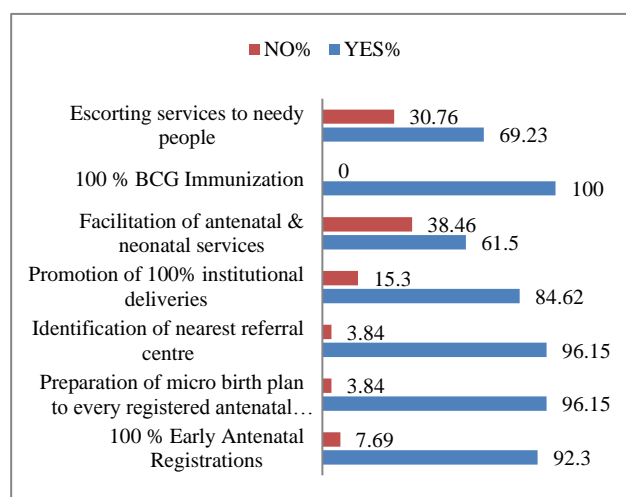 NO% YES%
Escorting services to needy
people
30.76
69.23
100 % BCG Immunization
0
100
Facilitation of antenatal &
neonatal services
38.46
61.5
Promotion of 100% institutional
deliveries
15.3
84.62
Identification of nearest referral
centre
3.84
96.15
Preparation of micro birth plan
to every registered antenatal…
3.84
96.15
100 % Early Antenatal
Registrations
7.69
92.3